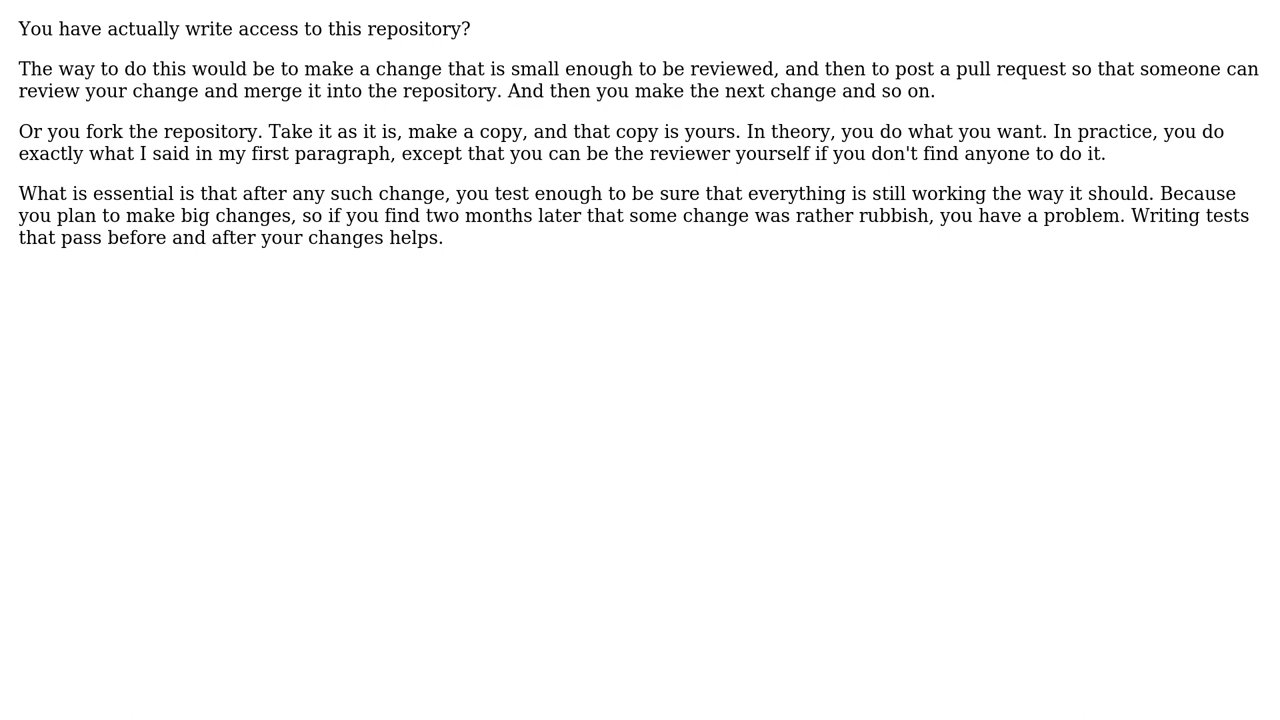 You have actually write access to this repository?
The way to do this would be to make a change that is small enough to be reviewed, and then to post a pull request so that someone can
review your change and merge it into the repository. And then you make the next change and so on.
Or you fork the repository. Take it as it is, make a copy, and that copy is yours. In theory, you do what you want. In practice, you do
exactly what I said in my first paragraph, except that you can be the reviewer yourself if you don't find anyone to do it.
What is essential is that after any such change, you test enough to be sure that everything is still working the way it should. Because
you plan to make big changes, so if you find two months later that some change was rather rubbish, you have a problem. Writing tests
that pass before and after your changes helps.